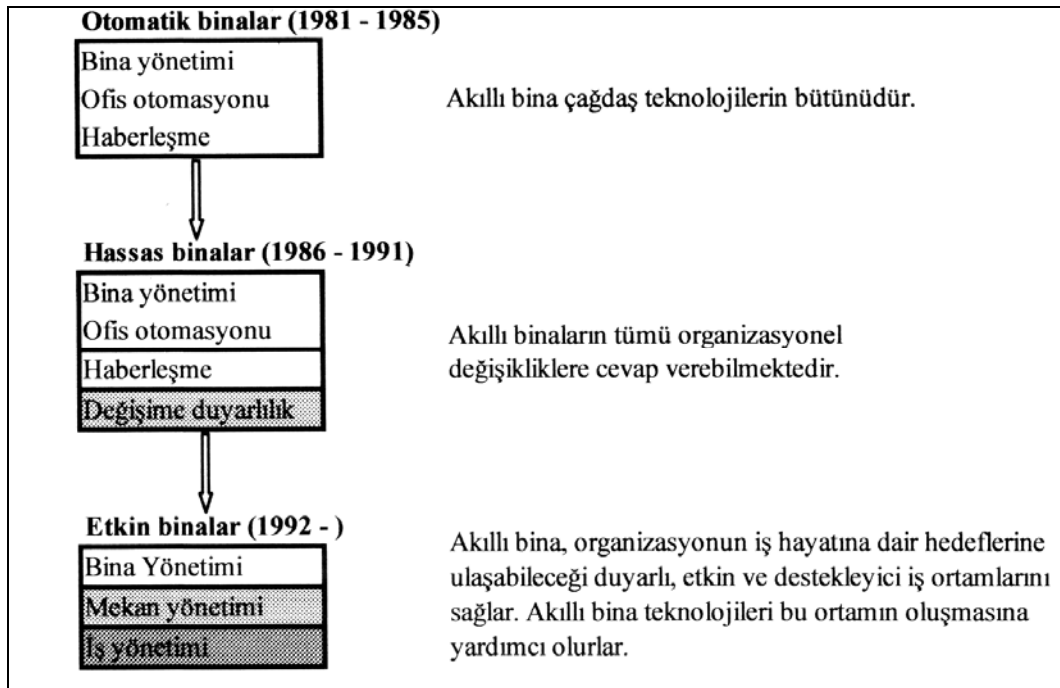 Otomatik binalar (1981 - 1985)
Bina yönetimi
Ofis otomasyonu
Haberleşme
Akıllı bina çağdaş teknolojilerin bütünüdür.
Hassas binalar (1986 - 1991)
Bina yönetimi
Ofis otomasyonu
Haberleşme
Değişime duyarlılık
Akıllı binaların tümü organizasyonel
değişikliklere cevap verebilmektedir.
Etkin binalar (1992 - )
Bina Yönetimi
Mekan yönetimi
İş yönetimi
Akıllı bina, organizasyonun iş hayatına dair hedeflerine
ulaşabileceği duyarlı, etkin ve destekleyici iş ortamlarını
sağlar. Akıllı bina teknolojileri bu ortamın oluşmasına
yardımcı olurlar.